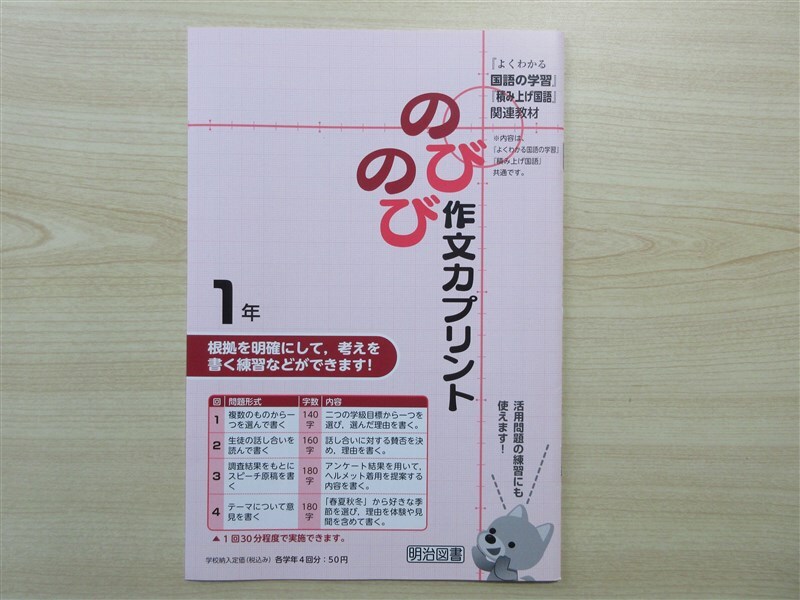 『よくわかる
国語の学習』
『積み上げ国語』
関連教材
※内容は、
『よくわかる国語の学習』
『積み上げ国語』
共通です。
のび
のび
作文力プリント
1年
根拠を明確にして，考えを
書く練習などができます！
回 問題形式 字数 内容
1 複数のものから一つを選んで書く 140字 二つの学級目標から一つを選び，選んだ理由を書く。
2 生徒の話し合いを読んで書く 160字 話し合いに対する賛否を決め，理由を書く。
3 調査結果をもとにスピーチ原稿を書く 180字 アンケート結果を用いて，ヘルメット着用を提案する内容を書く。
4 テーマについて意見を書く 180字 「春夏秋冬」から好きな季節を選び，理由を体験や見聞を含めて書く。
▲1回30分程度で実施できます。
学校納入定価(税込み) 各学年4回分：50円
活用問題の練習にも
使えます！
明治図書